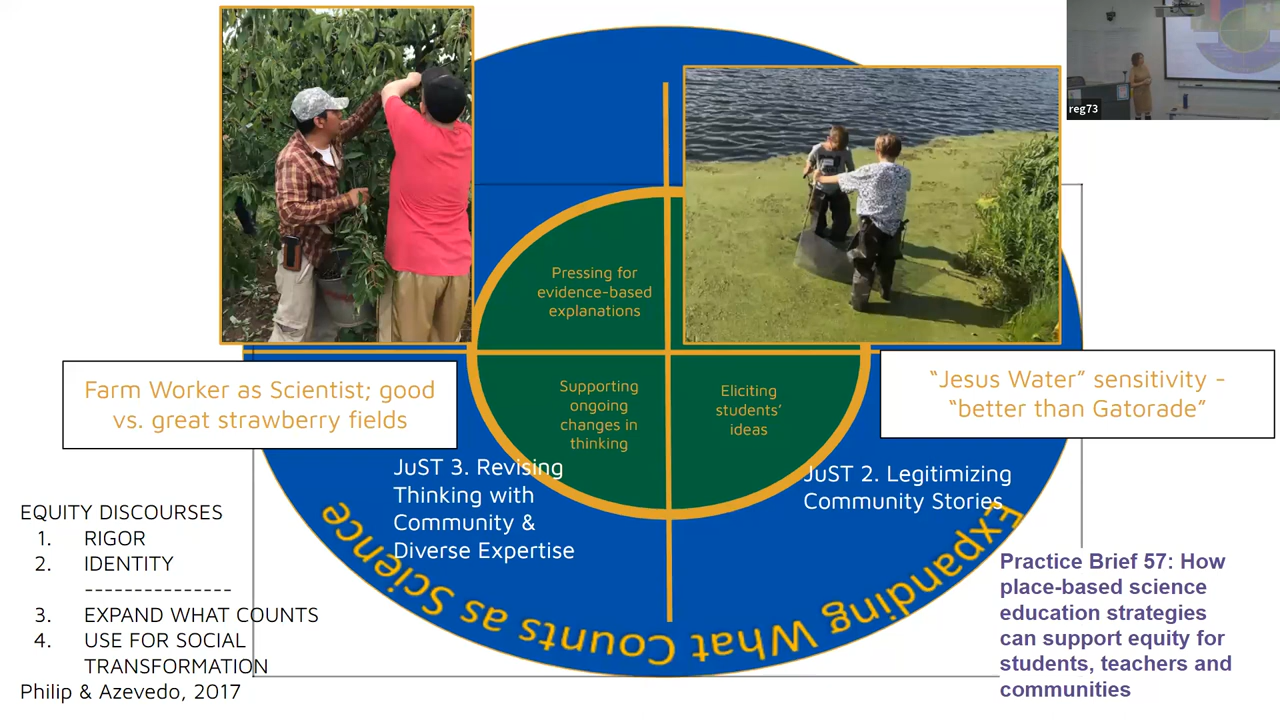 reg73
Pressing for
evidence-based
explanations
Farm Worker as Scientist; good
vs. great strawberry fields
“Jesus Water” sensitivity -
“better than Gatorade”
Supporting
ongoing
changes in
thinking
Eliciting
students’
ideas
JuST 3. Revising
Thinking with
Community &
Diverse Expertise
JuST 2. Legitimizing
Community Stories
Expanding What Counts as Science
EQUITY DISCOURSES
1. RIGOR
2. IDENTITY
---------------
3. EXPAND WHAT COUNTS
4. USE FOR SOCIAL
TRANSFORMATION
Philip & Azevedo, 2017
Practice Brief 57: How
place-based science
education strategies
can support equity for
students, teachers and
communities